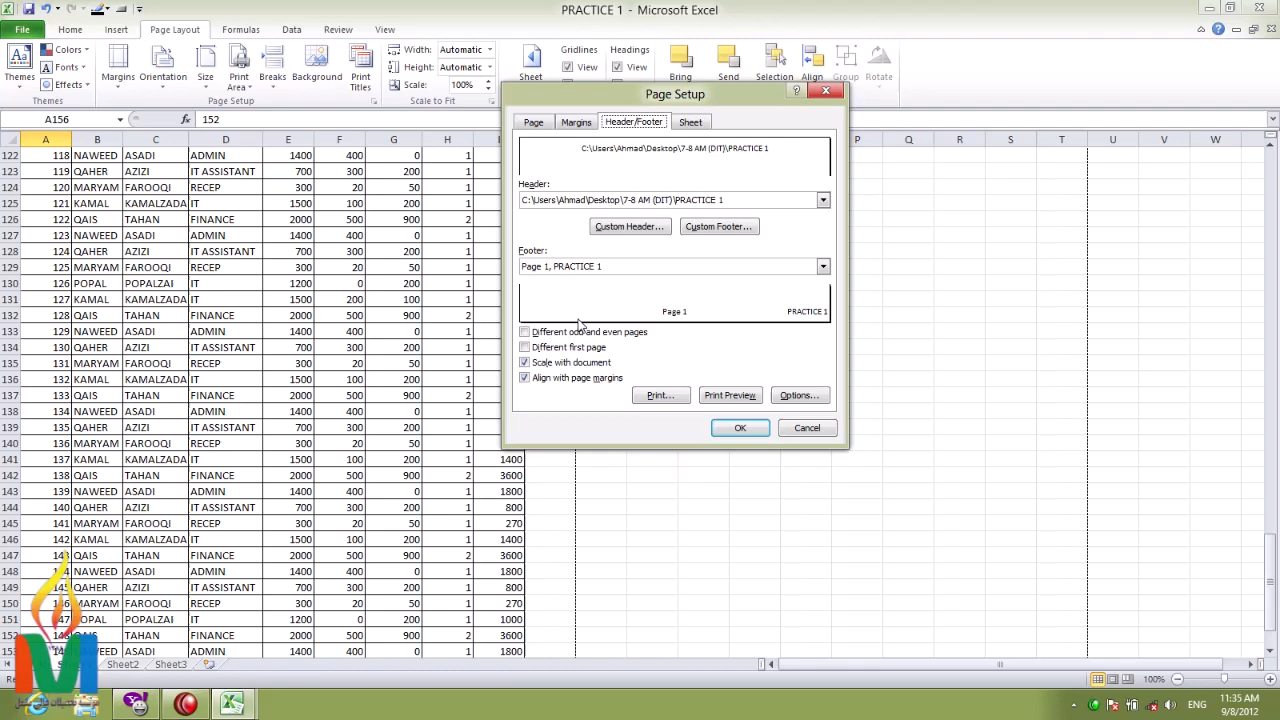 PRACTICE 1 - Microsoft Excel
File Home Insert Page Layout Formulas Data Review View
Colors
Fonts
Effects
Themes
Margins Orientation Size Print Area Breaks Background Print Titles
Width: Automatic
Height: Automatic
Scale: 100%
Gridlines Headings
View View
Sheet
Bring Send Selection Align Group Rotate
Themes Page Setup Scale to Fit
A156 fx 152
A B C D E F G H I P Q R S T U V W
122 118 NAWEED ASADI ADMIN 1400 400 0 1
123 119 QAHER AZIZI IT ASSISTANT 700 300 200 1
124 120 MARYAM FAROOQI RECEP 300 20 50 1
125 121 KAMAL KAMALZADA IT 1500 100 200 1
126 122 QAIS TAHAN FINANCE 2000 500 900 2
127 123 NAWEED ASADI ADMIN 1400 400 0 1
128 124 QAHER AZIZI IT ASSISTANT 700 300 200 1
129 125 MARYAM FAROOQI RECEP 300 20 50 1
130 126 POPAL POPALZAI IT 1200 0 200 1
131 127 KAMAL KAMALZADA IT 1500 200 100 1
132 128 QAIS TAHAN FINANCE 2000 500 900 2
133 129 NAWEED ASADI ADMIN 1400 400 0 1
134 130 QAHER AZIZI IT ASSISTANT 700 300 200 1
135 131 MARYAM FAROOQI RECEP 300 20 50 1
136 132 KAMAL KAMALZADA IT 1500 100 200 1
137 133 QAIS TAHAN FINANCE 2000 500 900 2
138 134 NAWEED ASADI ADMIN 1400 400 0 1
139 135 QAHER AZIZI IT ASSISTANT 700 300 200 1
140 136 MARYAM FAROOQI RECEP 300 20 50 1
141 137 KAMAL KAMALZADA IT 1500 100 200 1 1400
142 138 QAIS TAHAN FINANCE 2000 500 900 2 3600
143 139 NAWEED ASADI ADMIN 1400 400 0 1 1800
144 140 QAHER AZIZI IT ASSISTANT 700 300 200 1 800
145 141 MARYAM FAROOQI RECEP 300 20 50 1 270
146 142 KAMAL KAMALZADA IT 1500 100 200 1 1400
147 143 QAIS TAHAN FINANCE 2000 500 900 2 3600
148 144 NAWEED ASADI ADMIN 1400 400 0 1 1800
149 145 QAHER AZIZI IT ASSISTANT 700 300 200 1 800
150 146 MARYAM FAROOQI RECEP 300 20 50 1 270
151 147 POPAL POPALZAI IT 1200 0 200 1 1000
152 148 QAIS TAHAN FINANCE 2000 500 900 2 3600
153 149 NAWEED ASADI ADMIN 1400 400 0 1 1800
Page Setup
Page Margins Header/Footer Sheet
C:\Users\Ahmad\Desktop\7-8 AM (DIT)\PRACTICE 1
Header:
C:\Users\Ahmad\Desktop\7-8 AM (DIT)\PRACTICE 1
Custom Header... Custom Footer...
Footer:
Page 1, PRACTICE 1
Page 1 PRACTICE 1
Different odd and even pages
Different first page
Scale with document
Align with page margins
Print... Print Preview Options...
OK Cancel
Sheet2 Sheet3
100%
ENG
11:35 AM
9/8/2012